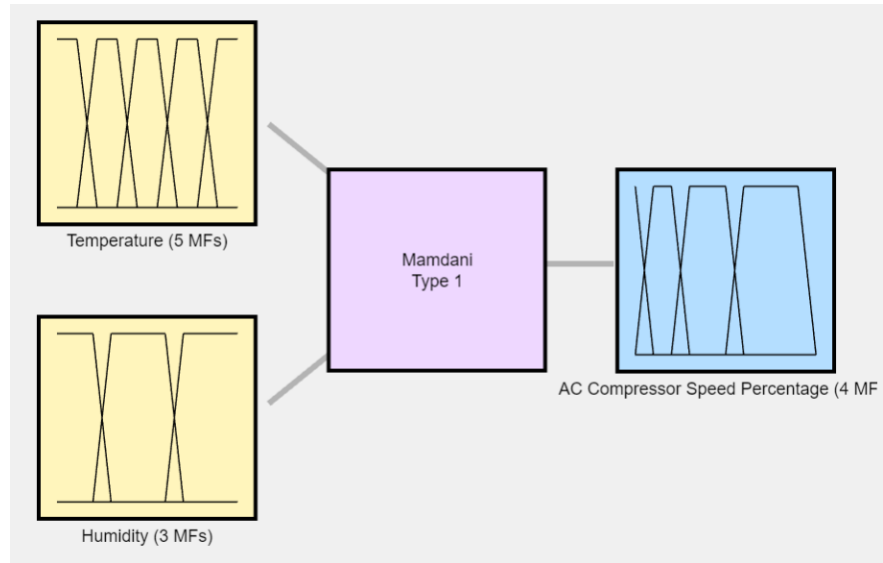 Temperature (5 MFs)
Mamdani
Type 1
AC Compressor Speed Percentage (4 MF
Humidity (3 MFs)